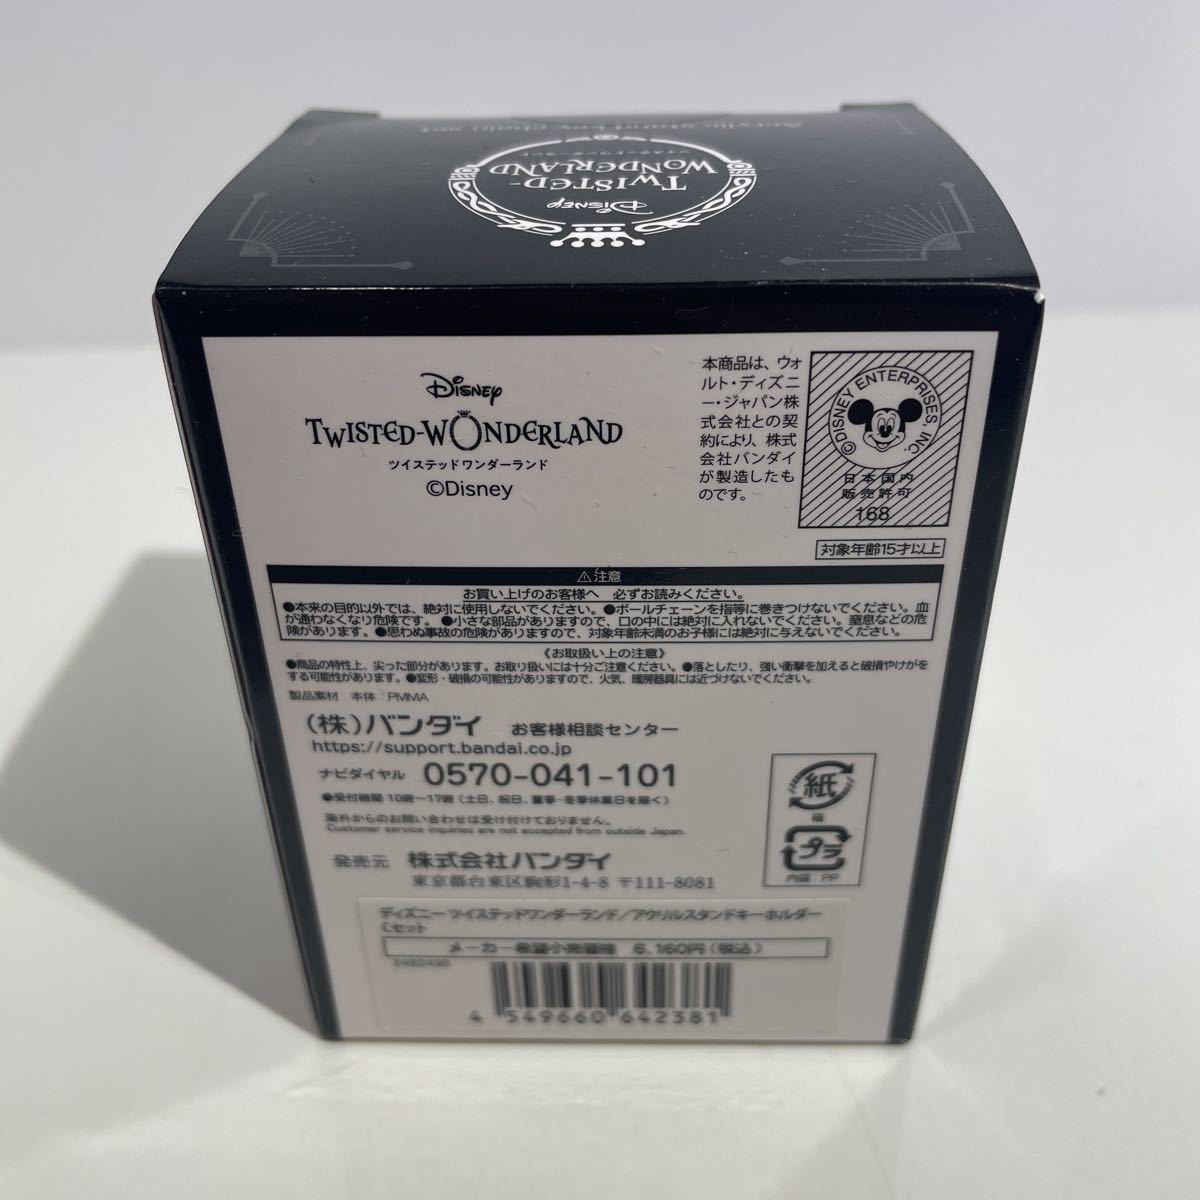 Acrylic stand key chain set
ツイステッドワンダーランド
TWISTED-
WONDERLAND
Disney
Disney
TWISTED-WONDERLAND
ツイステッドワンダーランド
©Disney
本商品は、ウォ
ルト・ディズニ
ー・ジャパン株
式会社との契
約により、株式
会社バンダイ
が製造したも
のです。
©DISNEY ENTERPRISES, INC.
日本国内
販売許可
168
対象年齢15才以上
⚠注意
お買い上げのお客様へ　必ずお読みください。
●本来の目的以外では、絶対に使用しないでください。●ボールチェーンを指等に巻きつけないでください。血
が通わなくなり危険です。●小さな部品がありますので、口の中には絶対に入れないでください。窒息などの危
険があります。●思わぬ事故の危険がありますので、対象年齢未満のお子様には絶対に与えないでください。
《お取扱い上の注意》
●商品の特性上、尖った部分があります。お取り扱いには十分ご注意ください。●落としたり、強い衝撃を加えると破損やけがを
する可能性があります。●変形・破損の可能性がありますので、火気、暖房器具には近づけないでください。
製品素材　本体：PMMA
(株)バンダイ　お客様相談センター
https://support.bandai.co.jp
ナビダイヤル　0570-041-101
●受付時間 10時～17時(土日、祝日、夏季・冬季休業日を除く)
海外からのお問い合わせは受け付けておりません。
Customer service inquiries are not accepted from outside Japan.
紙
箱
プラ
内袋：PP
発売元　株式会社バンダイ
東京都台東区駒形1-4-8 〒111-8081
ディズニー ツイステッドワンダーランド／アクリルスタンドキーホルダー
Cセット
メーカー希望小売価格　6,160円(税込)
4 549660 642381